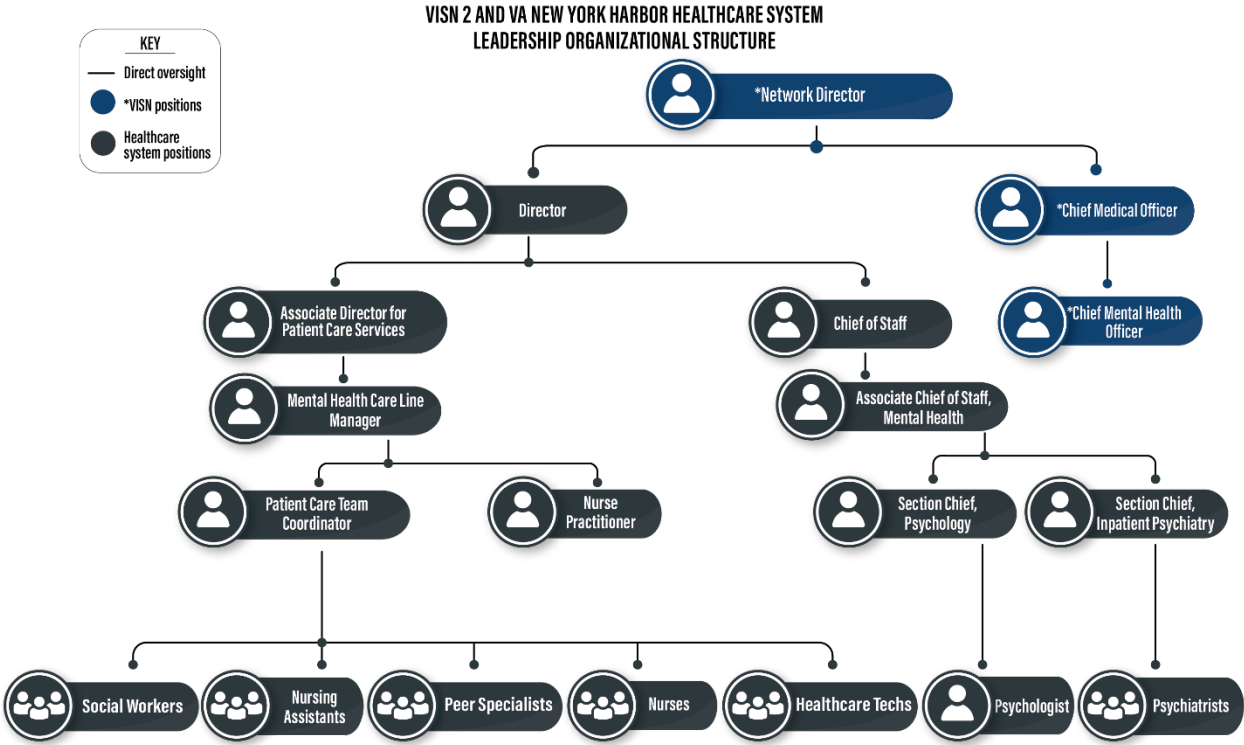 VISN 2 AND VA NEW YORK HARBOR HEALTHCARE SYSTEM
LEADERSHIP ORGANIZATIONAL STRUCTURE
KEY
Direct oversight
*VISN positions
Healthcare
system positions
*Network Director
Director
*Chief Medical Officer
Associate Director for
Patient Care Services
Chief of Staff
*Chief Mental Health
Officer
Mental Health Care Line
Manager
Associate Chief of Staff,
Mental Health
Patient Care Team
Coordinator
Nurse
Practitioner
Section Chief,
Psychology
Section Chief,
Inpatient Psychiatry
Social Workers
Nursing
Assistants
Peer Specialists
Nurses
Healthcare Techs
Psychologist
Psychiatrists